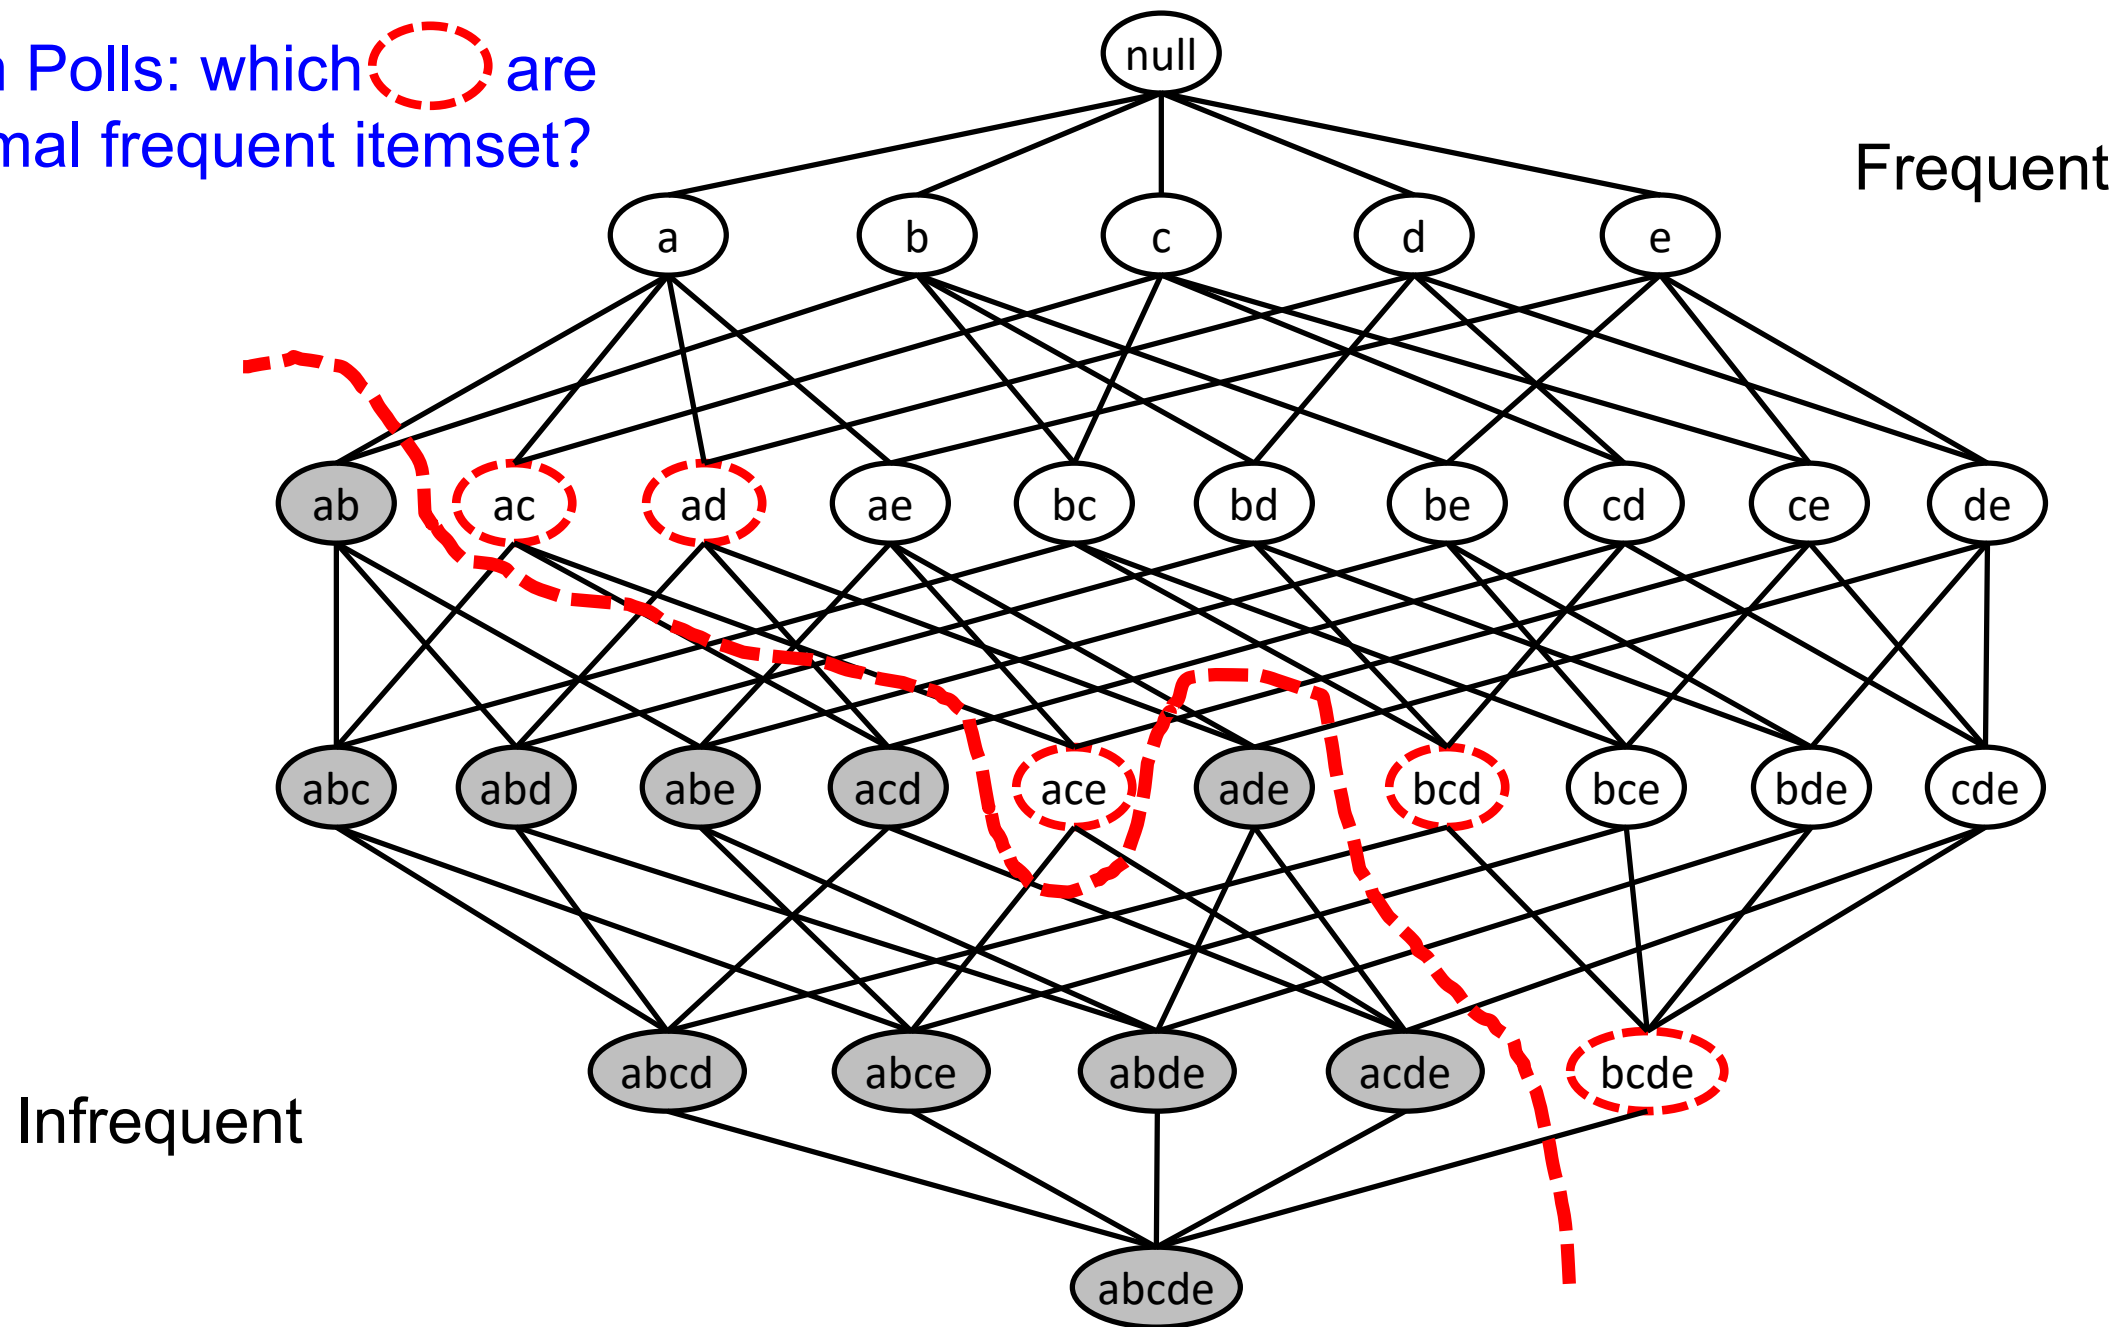 Polls: which are
frequent itemset?
null
Frequent
a b c d e
ab ac ad ae bc bd be cd ce de
abc abd abe acd ace ade bcd bce bde cde
abcd abce abde acde bcde
Infrequent
abcde